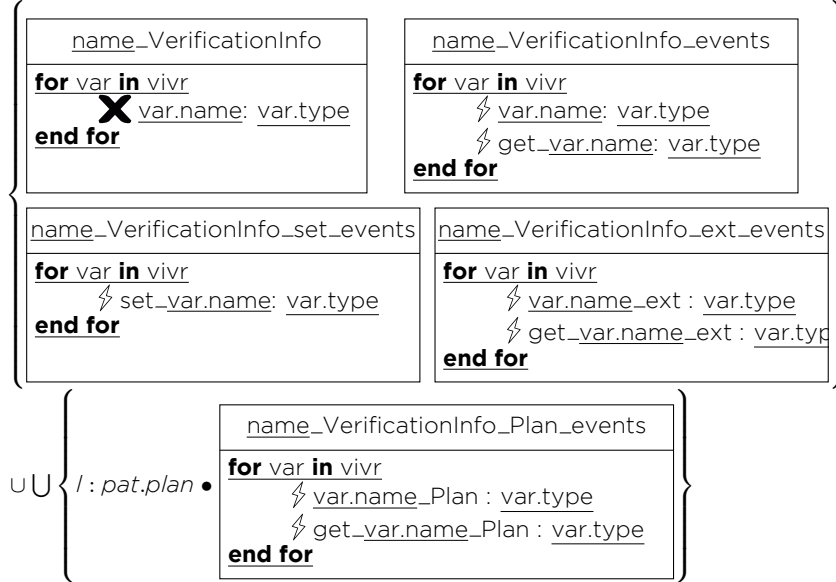 name_VerificationInfo
for var in vivr
✖ var.name: var.type
end for
name_VerificationInfo_events
for var in vivr
⚡ var.name: var.type
⚡ get_var.name: var.type
end for
name_VerificationInfo_set_events
for var in vivr
⚡ set_var.name: var.type
end for
name_VerificationInfo_ext_events
for var in vivr
⚡ var.name_ext : var.type
⚡ get_var.name_ext : var.typ
end for
∪⋃ { l : pat.plan •
name_VerificationInfo_Plan_events
for var in vivr
⚡ var.name_Plan : var.type
⚡ get_var.name_Plan : var.type
end for